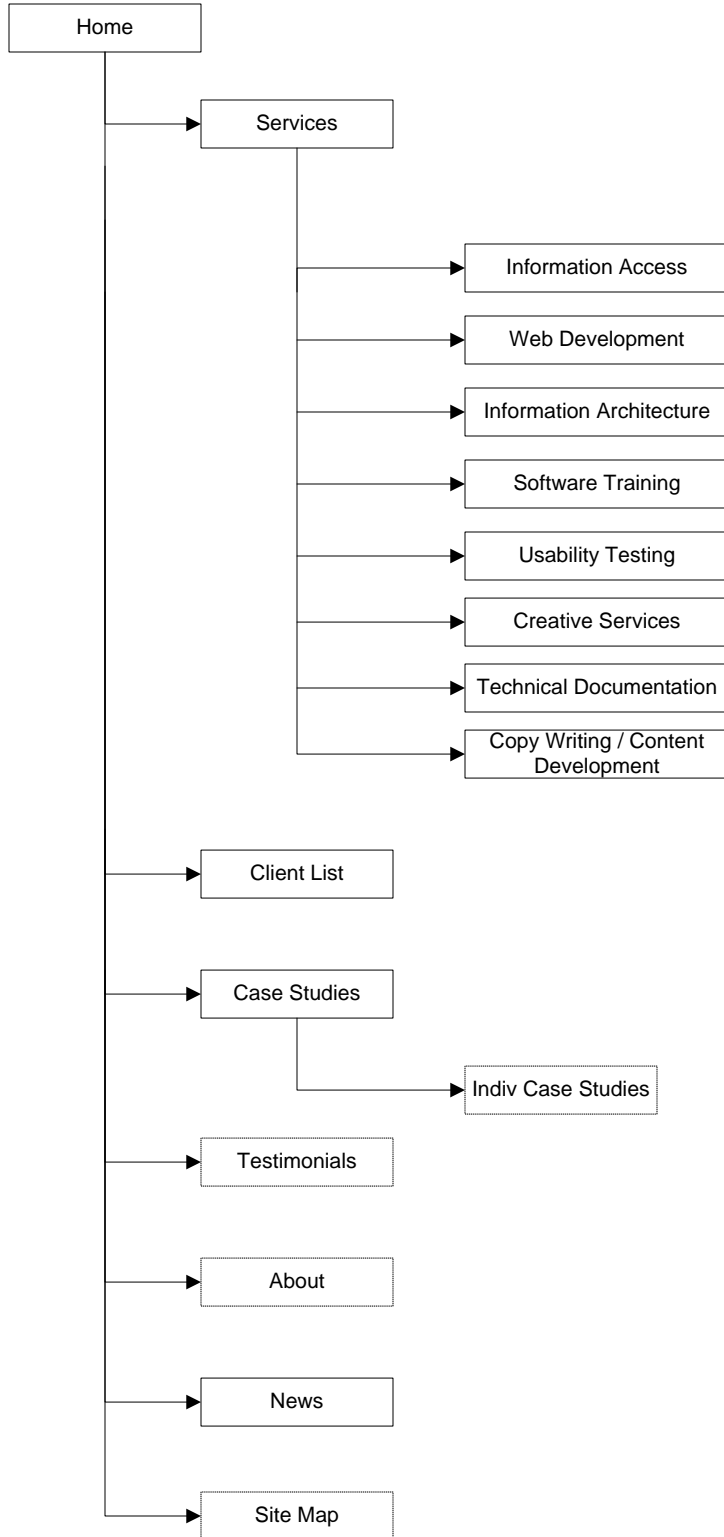 Home
Services
Information Access
Web Development
Information Architecture
Software Training
Usability Testing
Creative Services
Technical Documentation
Copy Writing / Content
Development
Client List
Case Studies
Indiv Case Studies
Testimonials
About
News
Site Map